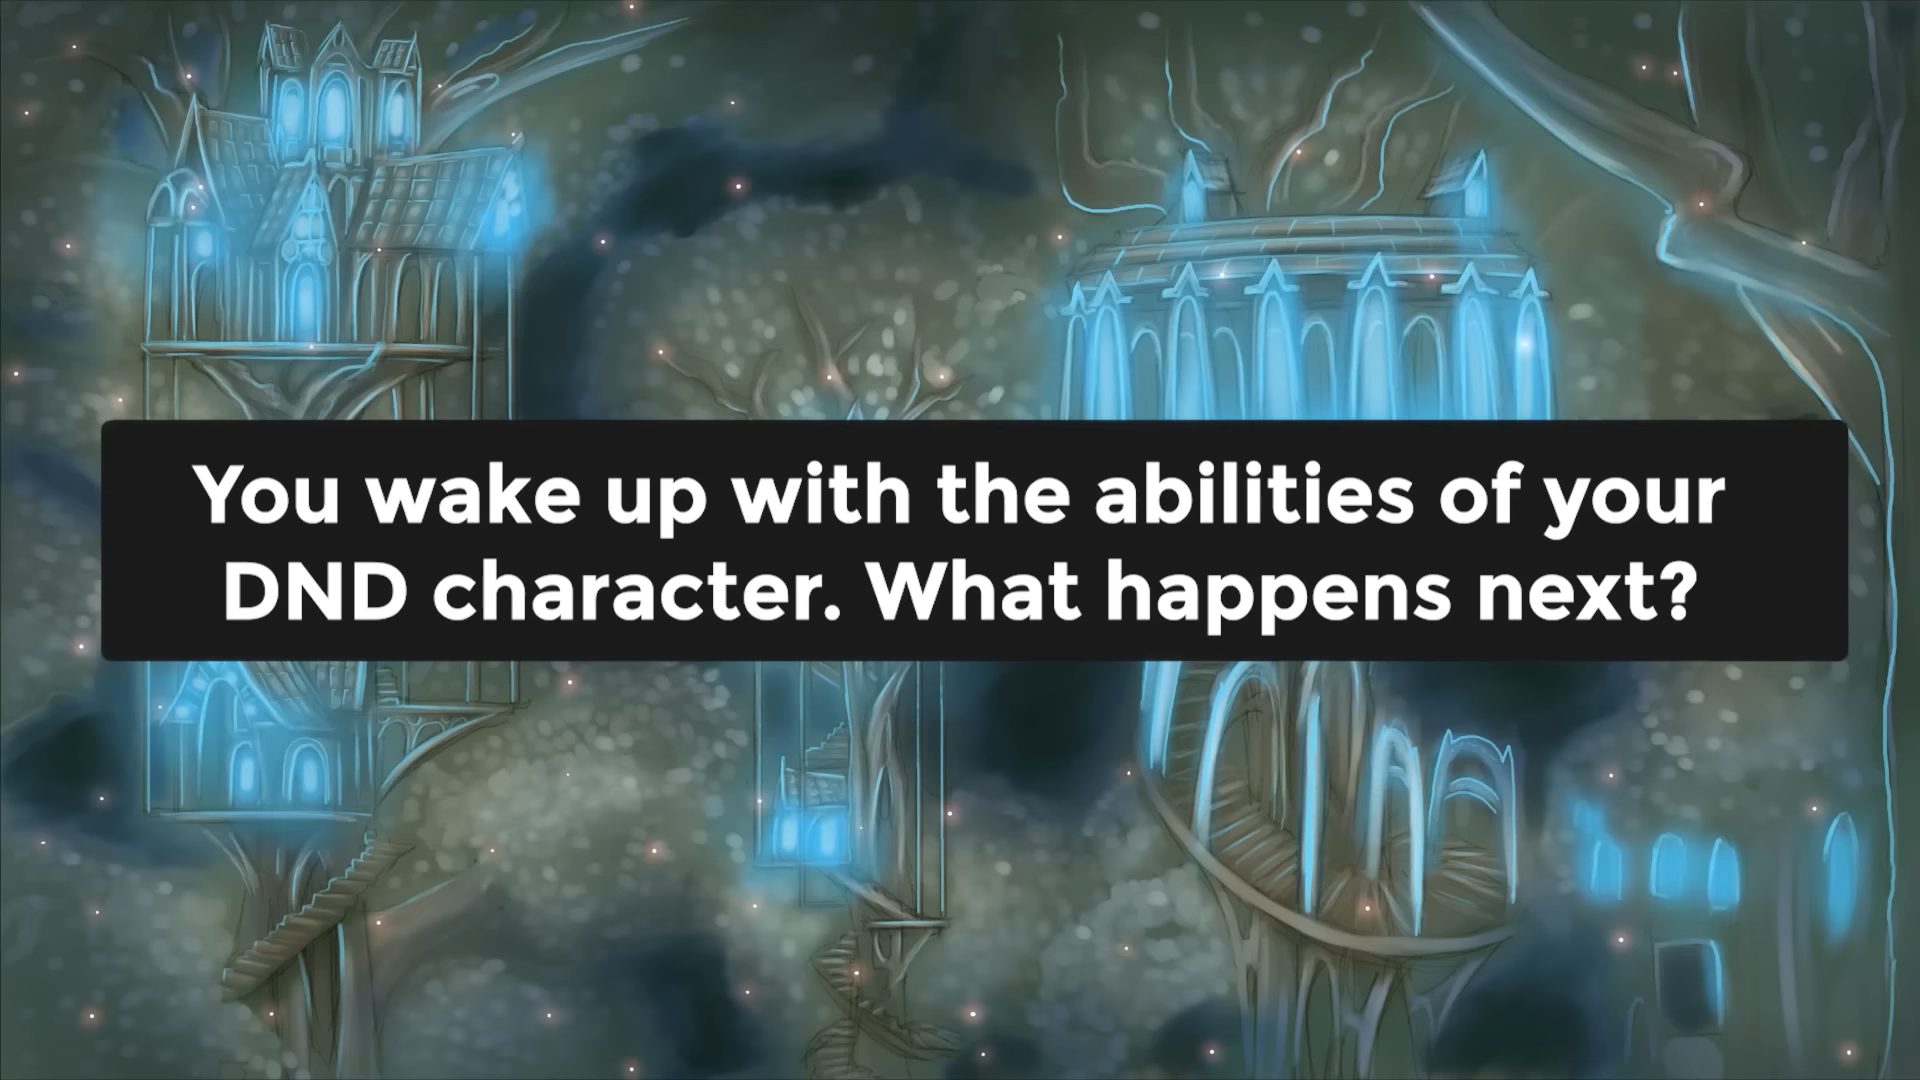 You wake up with the abilities of your
DND character. What happens next?